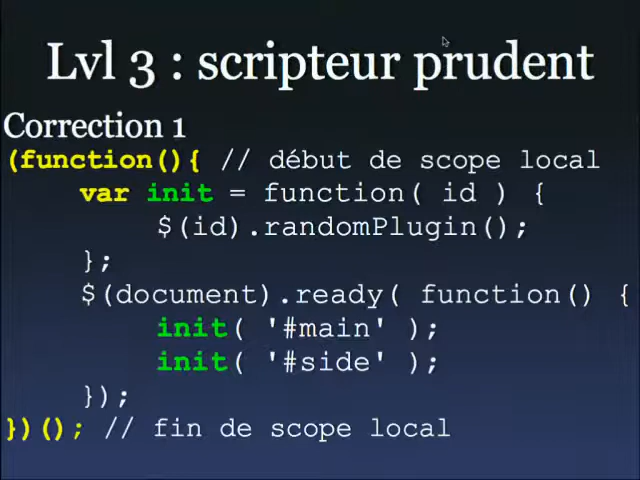 Lvl 3 : scripteur prudent
Correction 1
(function(){ // début de scope local
var init = function( id ) {
$(id).randomPlugin();
};
$(document).ready( function() {
init( '#main' );
init( '#side' );
});
})(); // fin de scope local